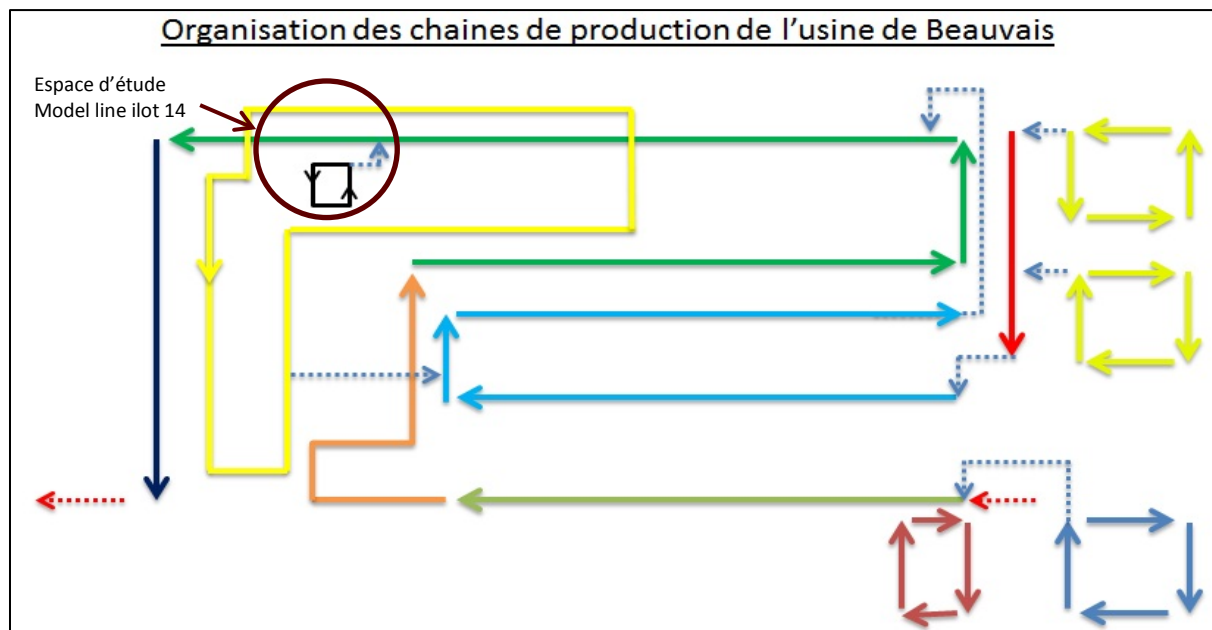 Organisation des chaines de production de l'usine de Beauvais
Espace d'étude
Model line ilot 14